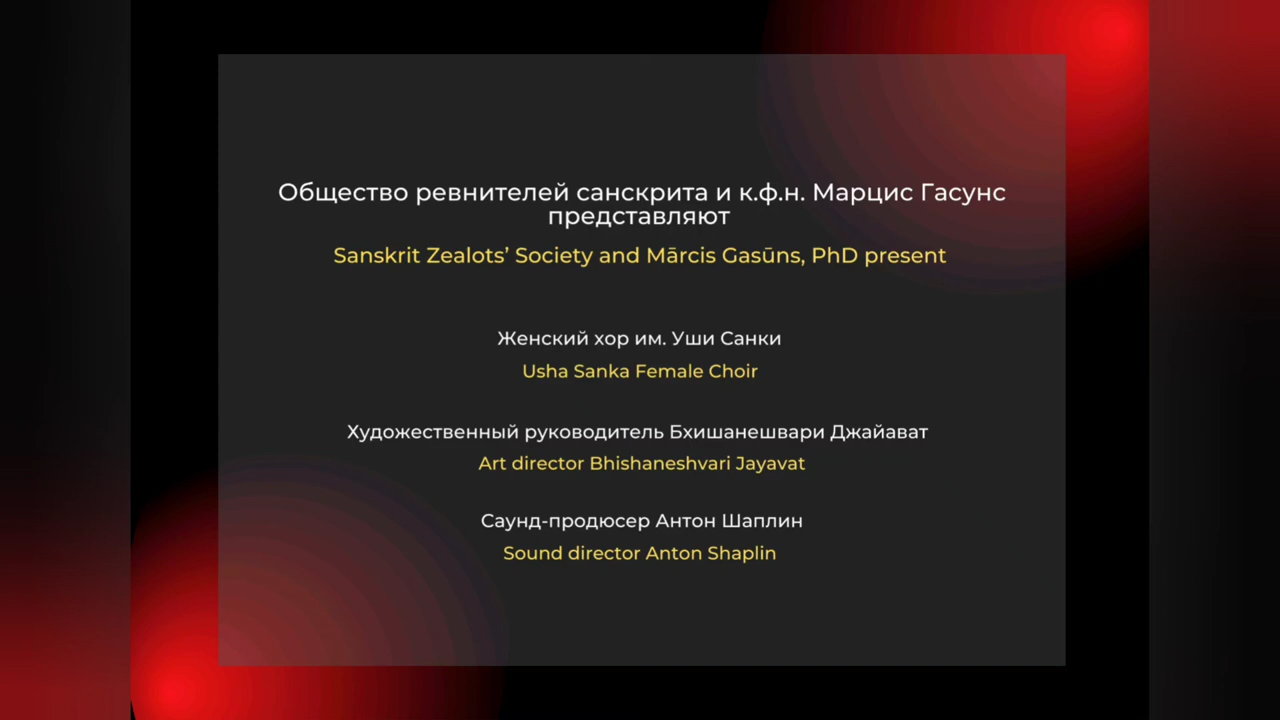 Общество ревнителей санскрита и к.ф.н. Марцис Гасунс
представляют
Sanskrit Zealots’ Society and Mārcis Gasūns, PhD present
Женский хор им. Уши Санки
Usha Sanka Female Choir
Художественный руководитель Бхишанешвари Джайават
Art director Bhishaneshvari Jayavat
Саунд-продюсер Антон Шаплин
Sound director Anton Shaplin